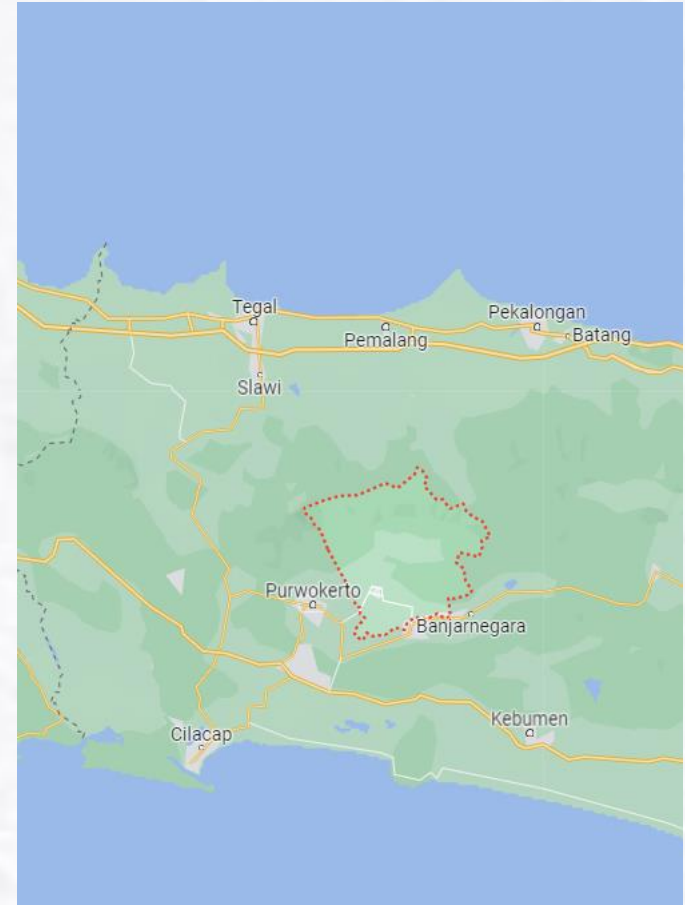 Tegal
Pekalongan
Pemalang
Batang
Slawi
Purwokerto
Banjarnegara
Kebumen
Cilacap